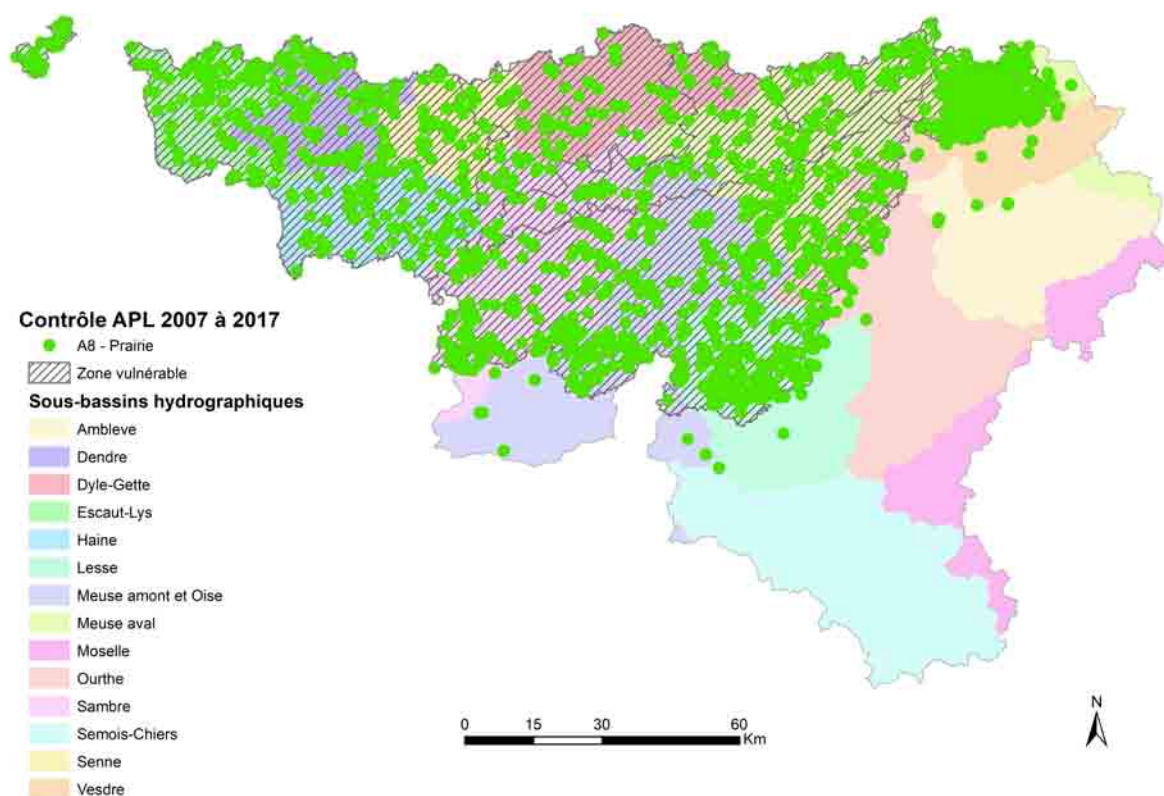 Contrôle APL 2007 à 2017
A8 - Prairie
Zone vulnérable
Sous-bassins hydrographiques
Ambleve
Dendre
Dyle-Gette
Escaut-Lys
Haine
Lesse
Meuse amont et Oise
Meuse aval
Moselle
Ourthe
Sambre
Semois-Chiers
Senne
Vesdre
0 15 30 60
Km
N